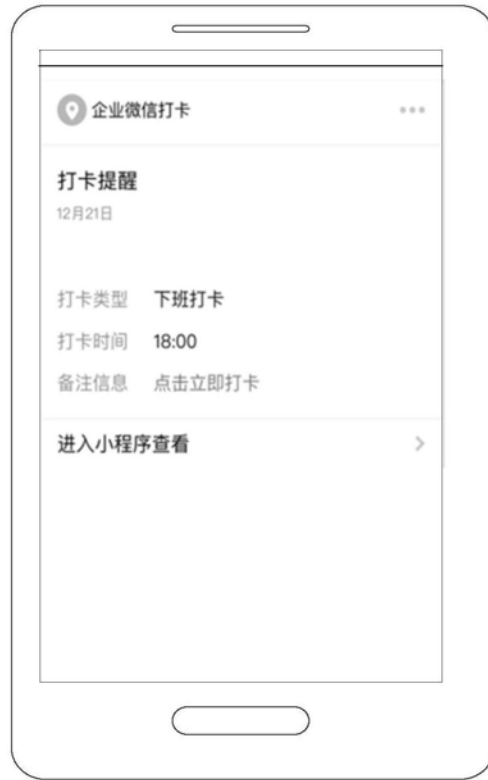 企业微信打卡
打卡提醒
12月21日
打卡类型 下班打卡
打卡时间 18:00
备注信息 点击立即打卡
进入小程序查看